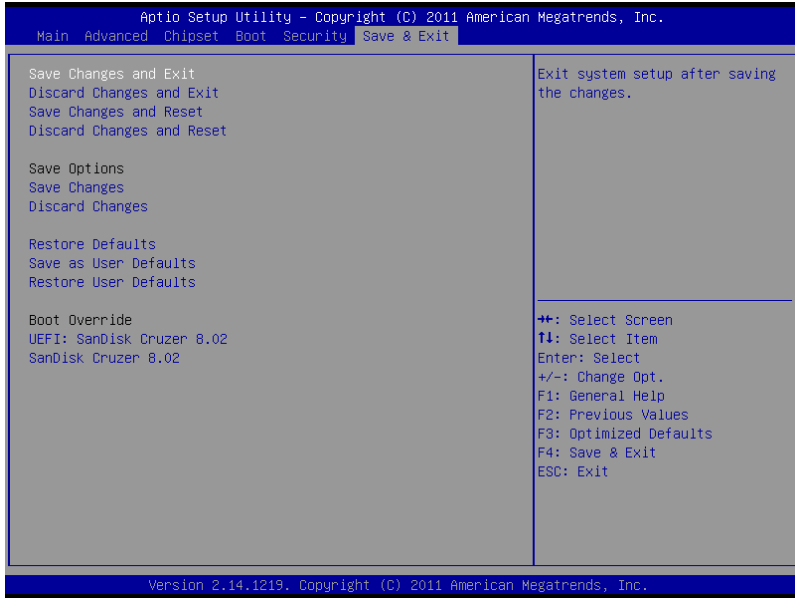 Aptio Setup Utility – Copyright (C) 2011 American Megatrends, Inc.
Main Advanced Chipset Boot Security Save & Exit
Save Changes and Exit
Discard Changes and Exit
Save Changes and Reset
Discard Changes and Reset
Save Options
Save Changes
Discard Changes
Restore Defaults
Save as User Defaults
Restore User Defaults
Boot Override
UEFI: SanDisk Cruzer 8.02
SanDisk Cruzer 8.02
Exit system setup after saving
the changes.
→←: Select Screen
↑↓: Select Item
Enter: Select
+/-: Change Opt.
F1: General Help
F2: Previous Values
F3: Optimized Defaults
F4: Save & Exit
ESC: Exit
Version 2.14.1219. Copyright (C) 2011 American Megatrends, Inc.